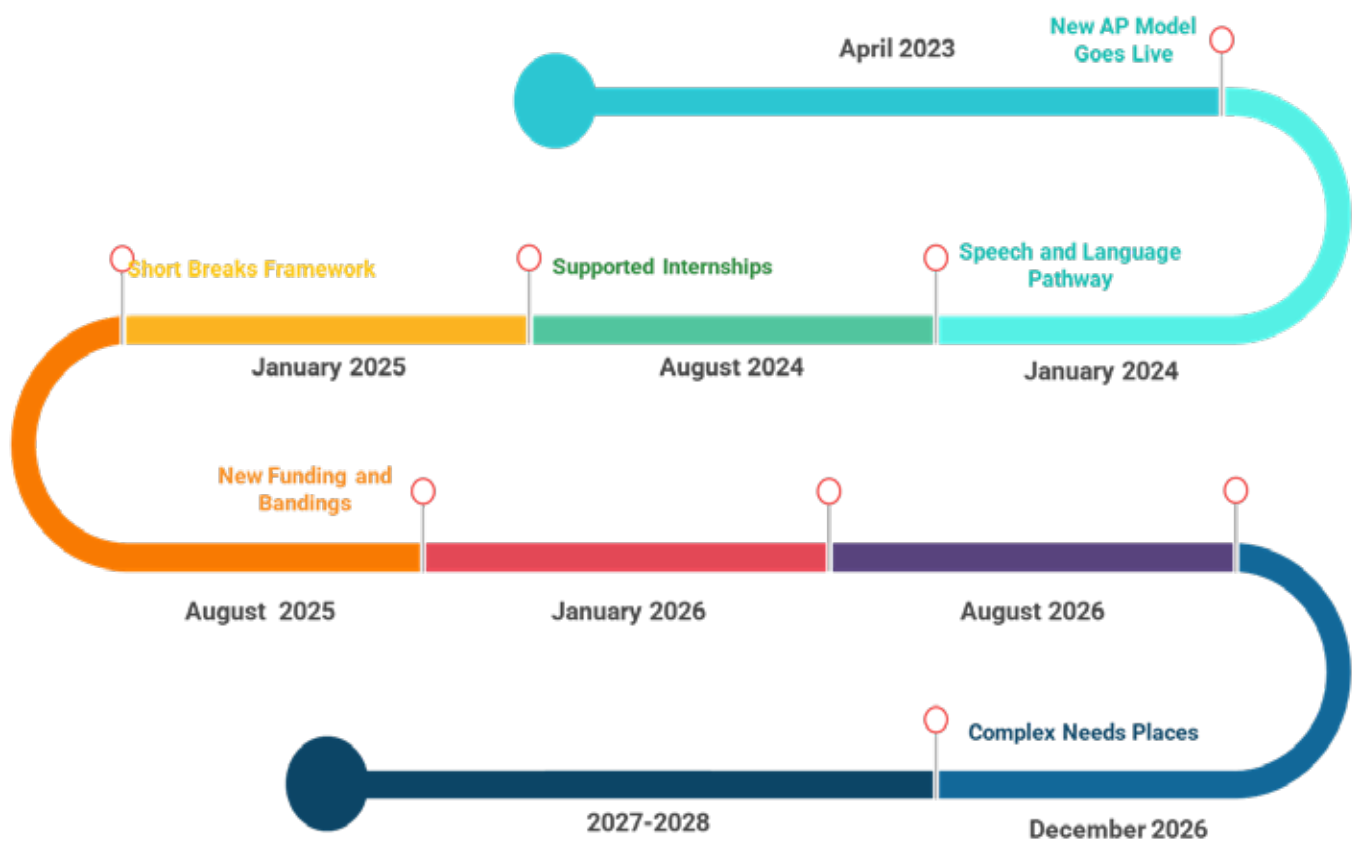 April 2023
New AP Model
Goes Live
Short Breaks Framework
Supported Internships
Speech and Language
Pathway
January 2025
August 2024
January 2024
New Funding and
Bandings
August 2025
January 2026
August 2026
Complex Needs Places
2027-2028
December 2026